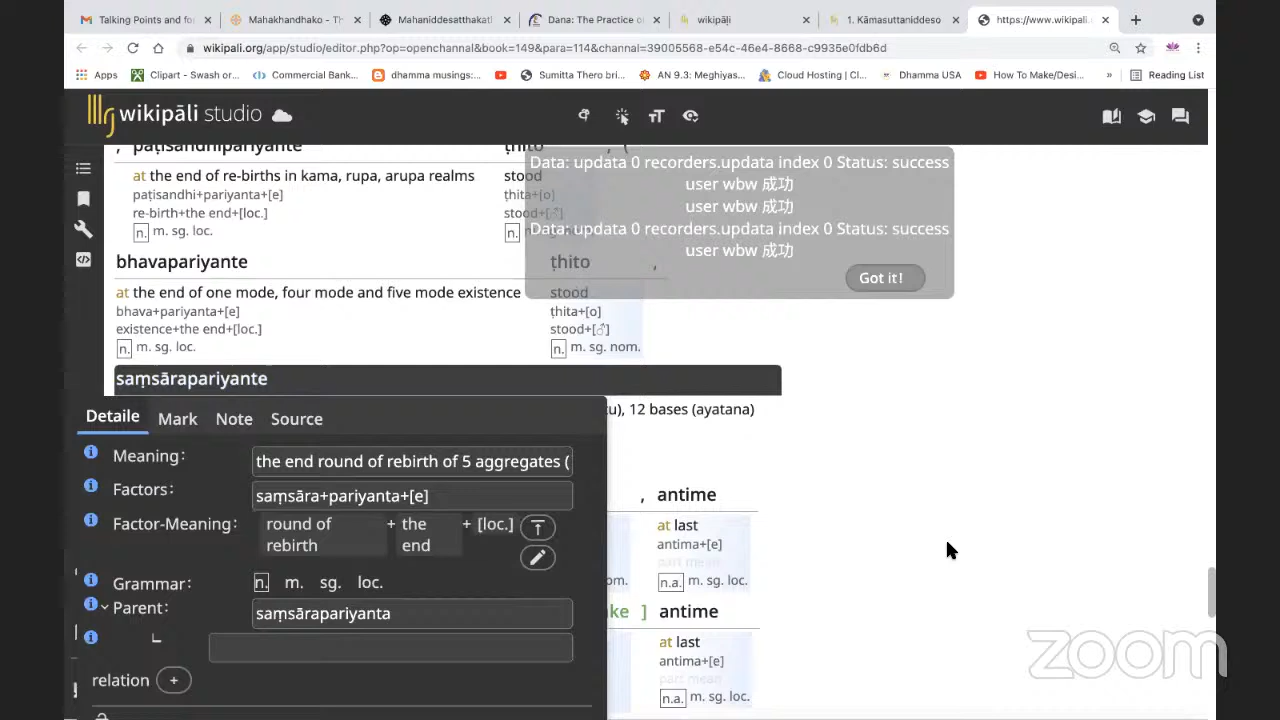 Talking Points and fo
Mahakhandhako - Th
Mahaniddesatthakath
Dana: The Practice o
wikipāḷi
1. Kāmasuttaniddeso
https://www.wikipali.
wikipali.org/app/studio/editor.php?op=openchannal&book=149&para=114&channal=39005568-e54c-46e4-8668-c9935e0fdb6d
Apps
Clipart - Swash or...
Commercial Bank...
dhamma musings:...
Sumitta Thero bri...
AN 9.3: Meghiyas...
Cloud Hosting | Cl...
Dhamma USA
How To Make/Desi...
»
Reading List
wikipāli studio
, paṭisandhipariyante ṭhito , (
at the end of re-births in kama, rupa, arupa realms stood
paṭisandhi+pariyanta+[e] ṭhita+[o]
re-birth+the end+[loc.] stood+[♂]
n. m. sg. loc. n.
Data: updata 0 recorders.updata index 0 Status: success
user wbw 成功
user wbw 成功
Data: updata 0 recorders.updata index 0 Status: success
user wbw 成功
Got it!
bhavapariyante ṭhito ,
at the end of one mode, four mode and five mode existence stood
bhava+pariyanta+[e] ṭhita+[o]
existence+the end+[loc.] stood+[♂]
n. m. sg. loc. n. m. sg. nom.
saṃsārapariyante
u), 12 bases (ayatana)
Detaile Mark Note Source
Meaning: the end round of rebirth of 5 aggregates (
Factors: saṃsāra+pariyanta+[e]
Factor-Meaning: round of rebirth + the end + [loc.]
Grammar: n. m. sg. loc.
Parent: saṃsārapariyanta
relation +
, antime
at last
antima+[e]
part mean
om. n.a. m. sg. loc.
ke ] antime
at last
antima+[e]
part mean
n.a. m. sg. loc.
zoom